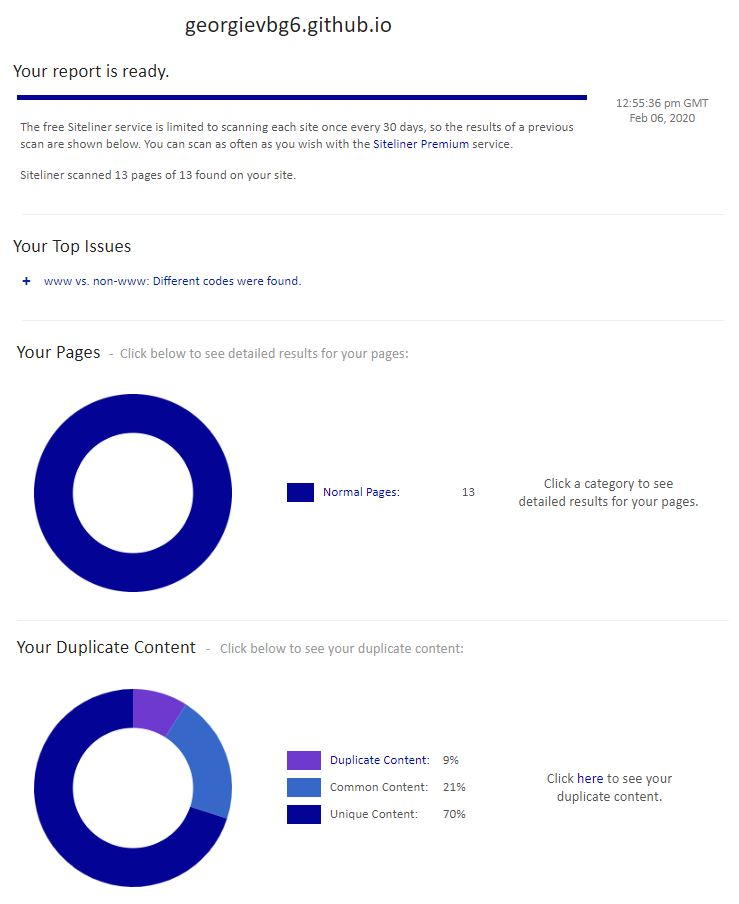 georgievbg6.github.io
Your report is ready.
12:55:36 pm GMT
Feb 06, 2020
The free Siteliner service is limited to scanning each site once every 30 days, so the results of a previous
scan are shown below. You can scan as often as you wish with the Siteliner Premium service.
Siteliner scanned 13 pages of 13 found on your site.
Your Top Issues
+ www vs. non-www: Different codes were found.
Your Pages - Click below to see detailed results for your pages:
Normal Pages: 13
Click a category to see
detailed results for your pages.
Your Duplicate Content - Click below to see your duplicate content:
Duplicate Content: 9%
Common Content: 21%
Unique Content: 70%
Click here to see your
duplicate content.